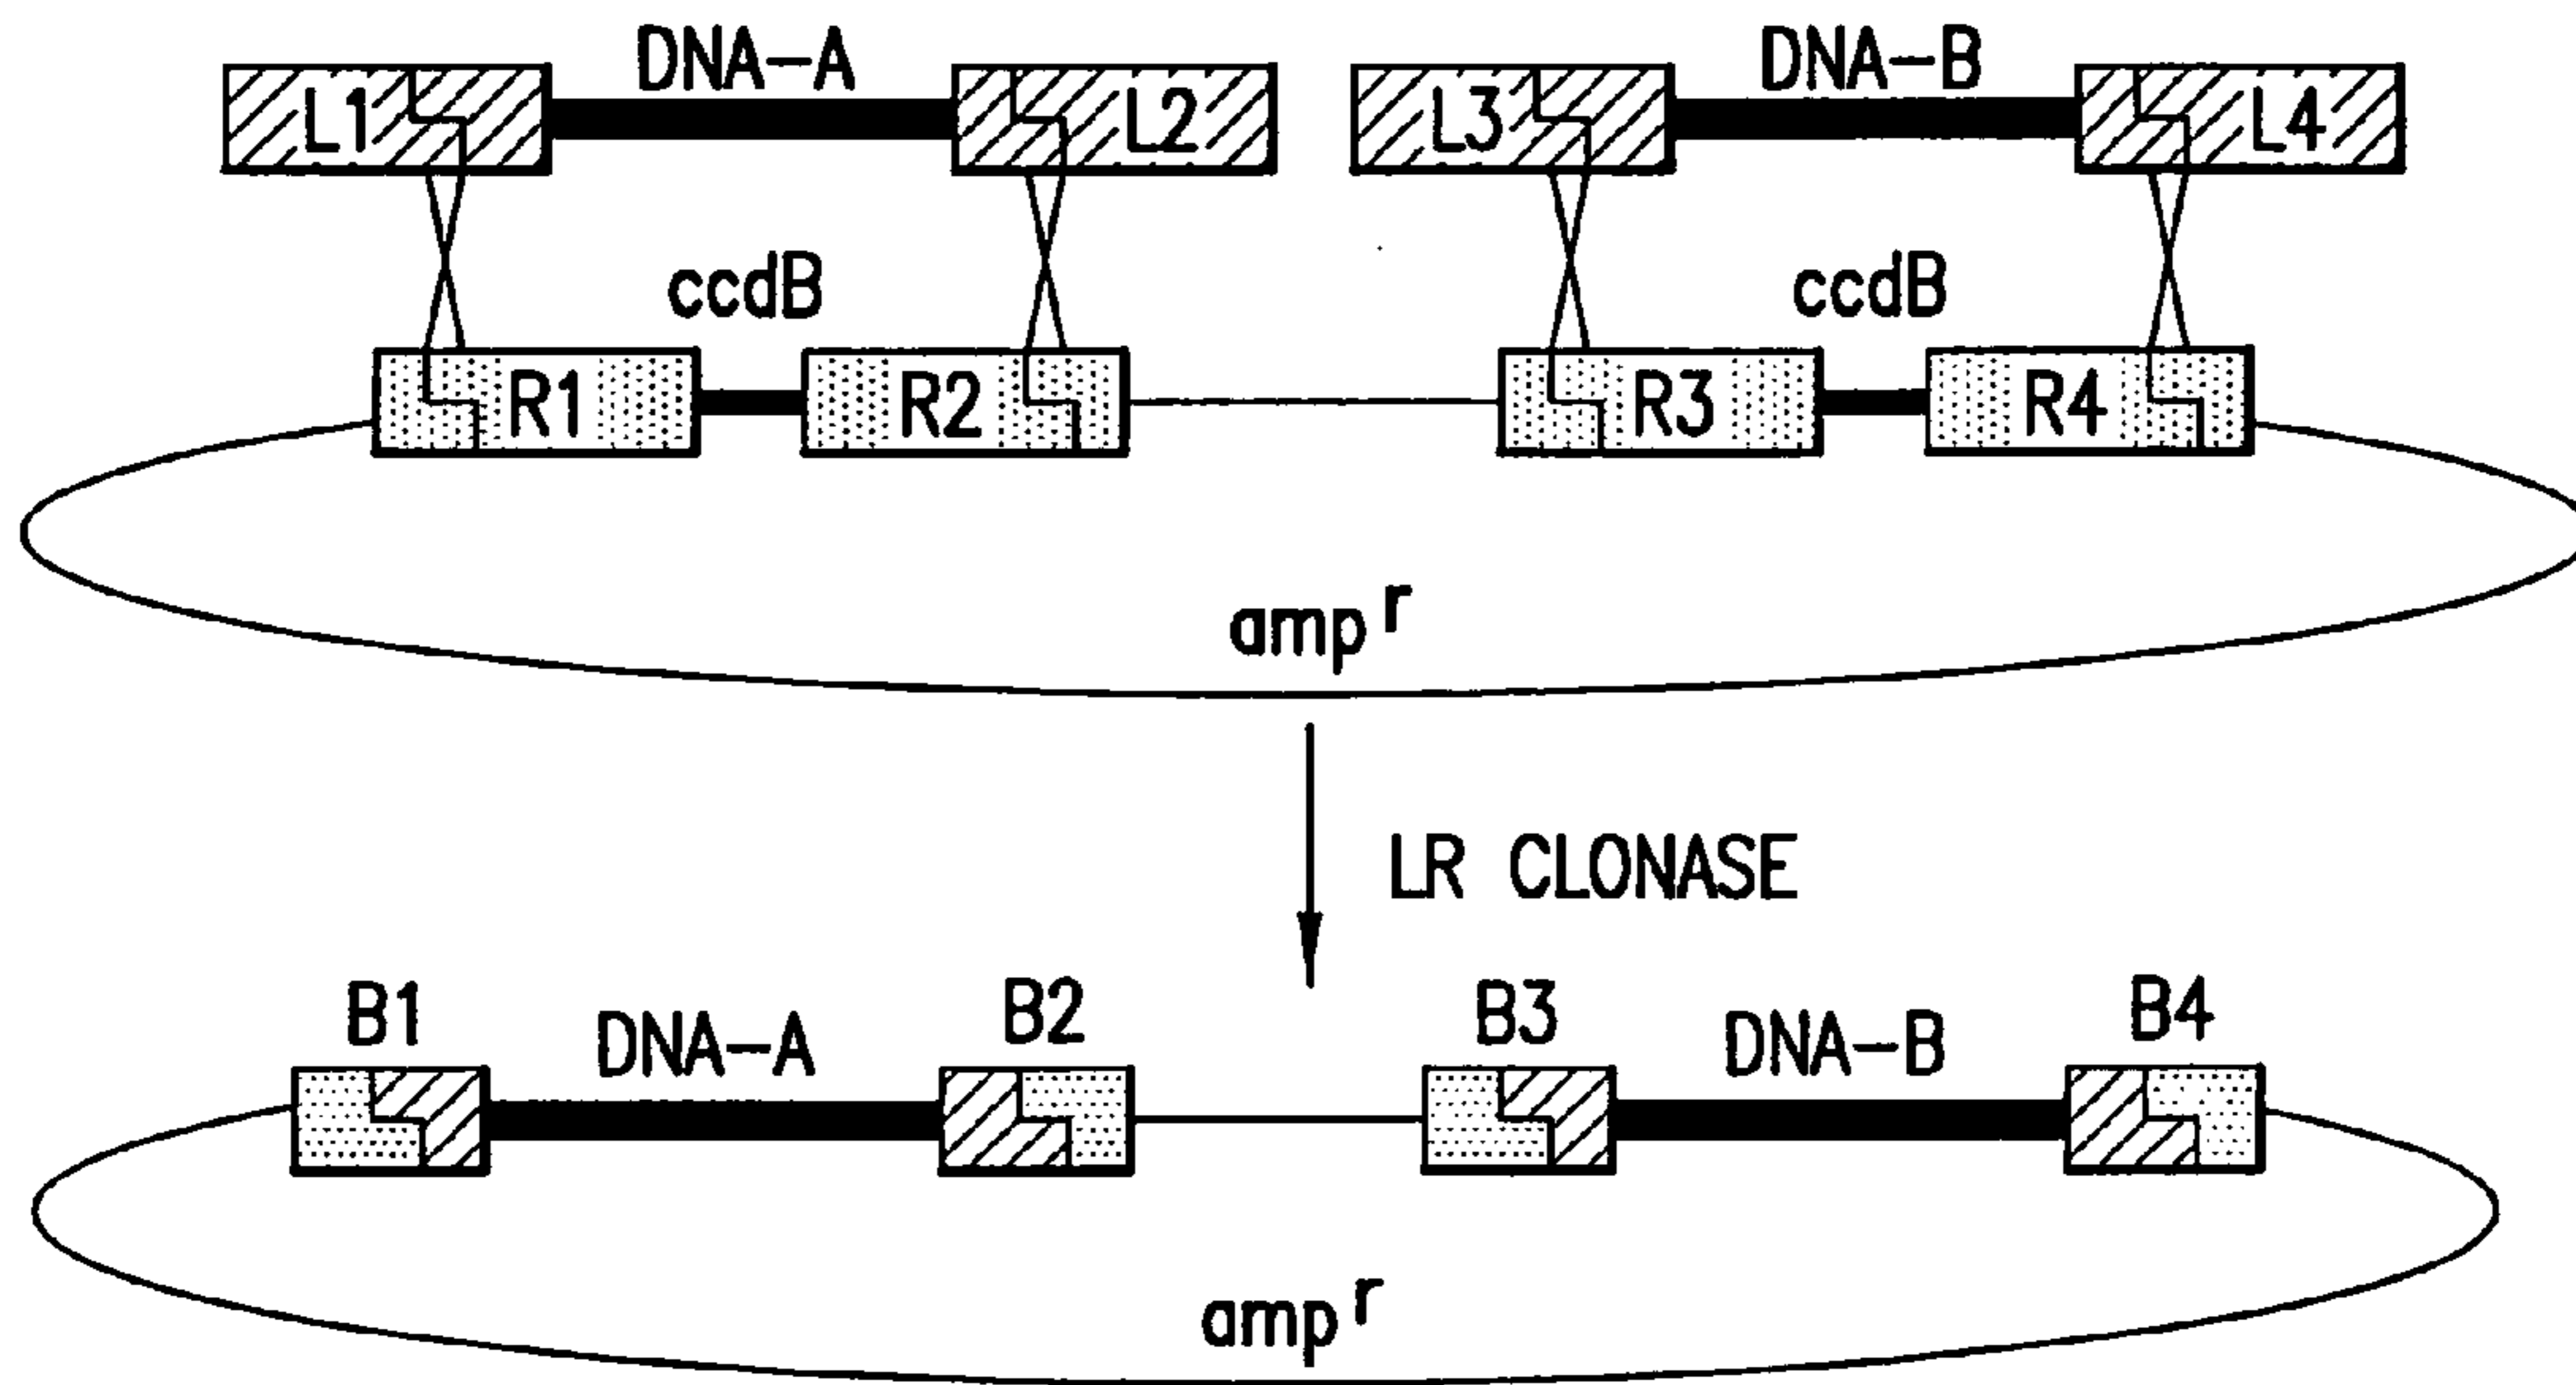 DNA-A DNA-B
L1 L2 L3 L4
ccdB ccdB
R1 R2 R3 R4
amp r
LR CLONASE
B1 B2 B3 B4
DNA-A DNA-B
amp r